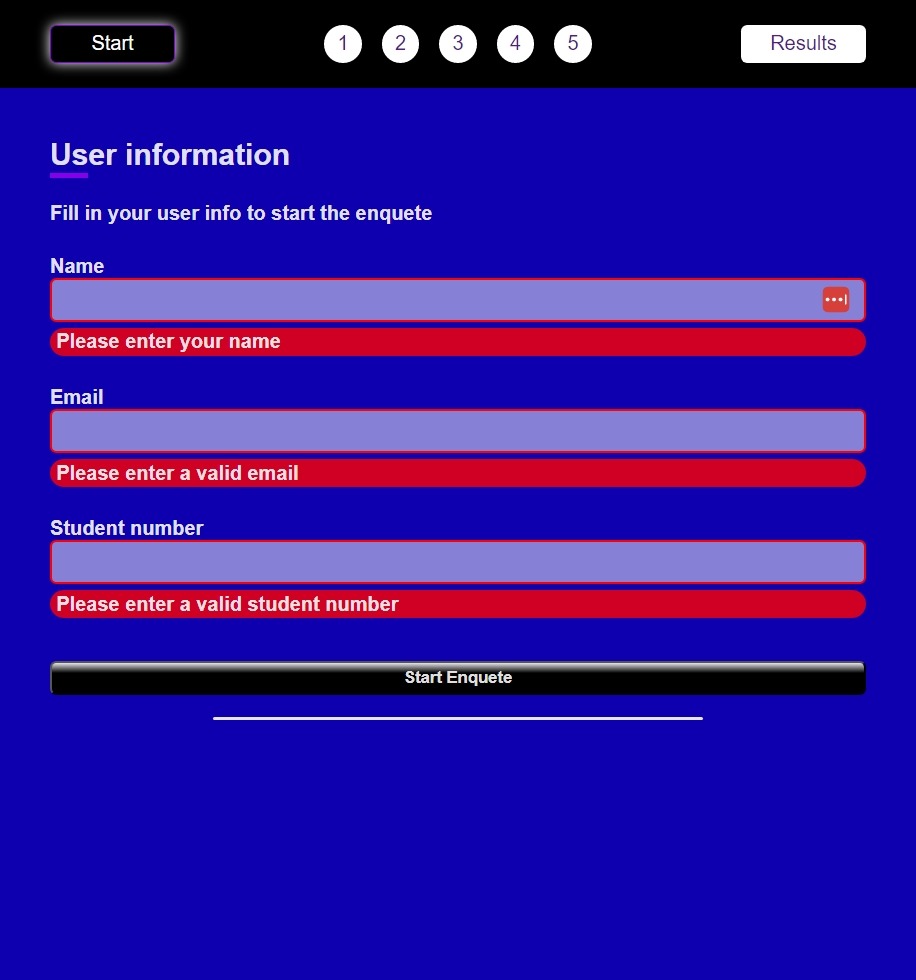 Start 1 2 3 4 5 Results
User information
Fill in your user info to start the enquete
Name
Please enter your name
Email
Please enter a valid email
Student number
Please enter a valid student number
Start Enquete